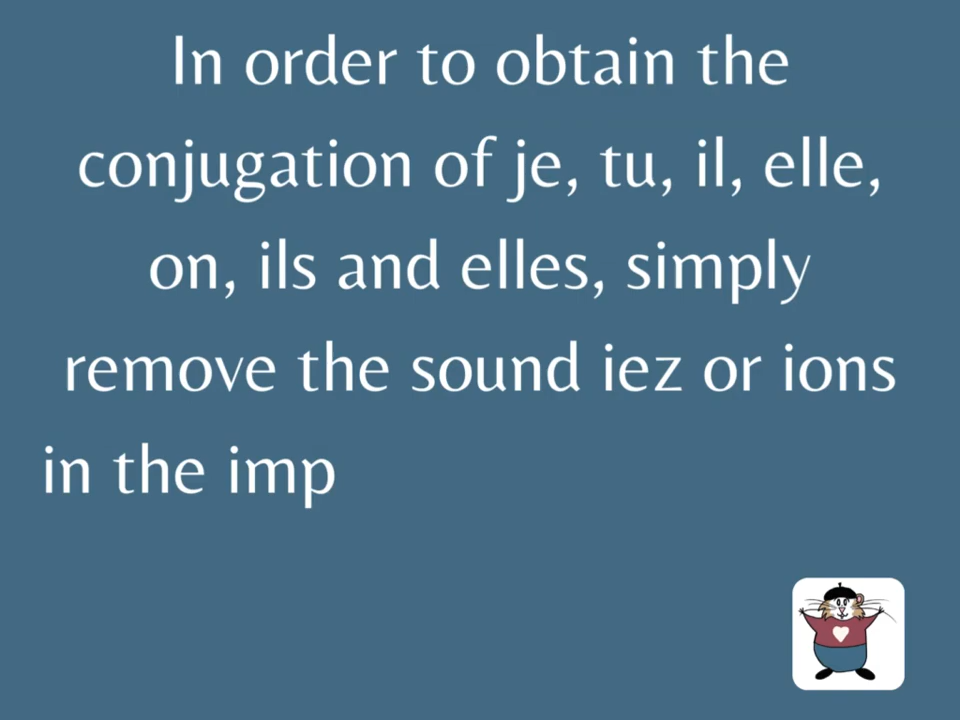 In order to obtain the
conjugation of je, tu, il, elle,
on, ils and elles, simply
remove the sound iez or ions
in the imp